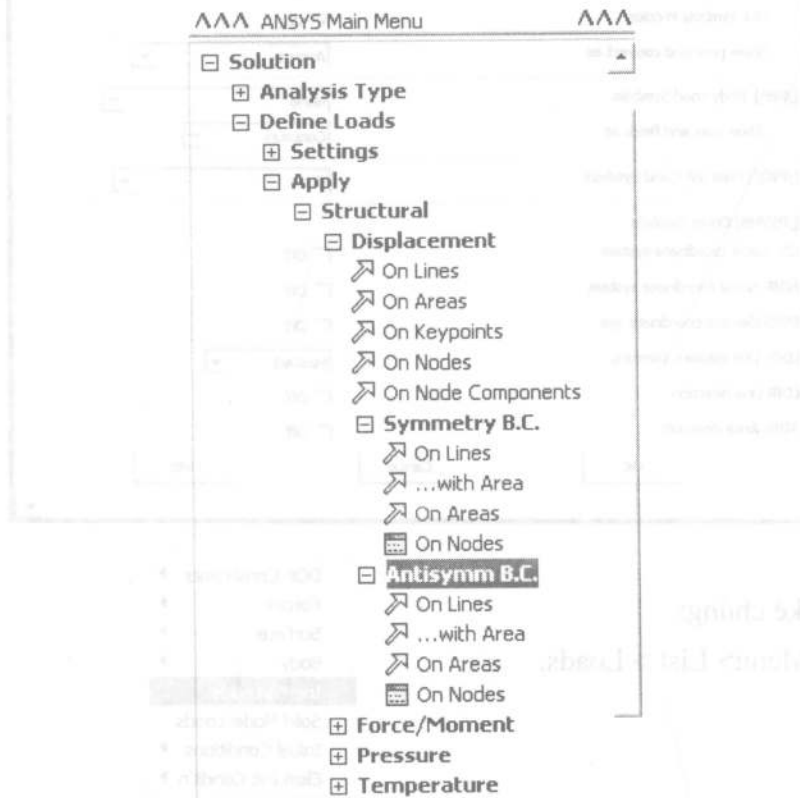 ANSYS Main Menu
Solution
Analysis Type
Define Loads
Settings
Apply
Structural
Displacement
On Lines
On Areas
On Keypoints
On Nodes
On Node Components
Symmetry B.C.
On Lines
...with Area
On Areas
On Nodes
Antisymm B.C.
On Lines
...with Area
On Areas
On Nodes
Force/Moment
Pressure
Temperature